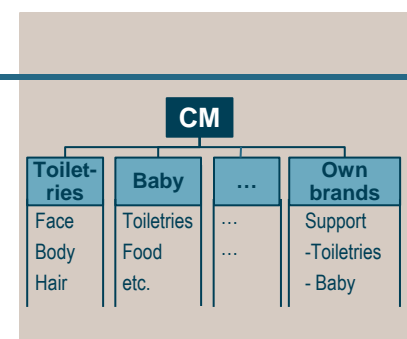 CM
Toilet-
ries
Face
Body
Hair
Baby
Toiletries
Food
etc.
…
…
…
Own
brands
Support
-Toiletries
- Baby